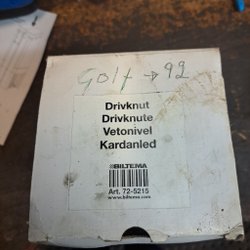 Golf → 92
Drivknut
Drivknute
Vetonivel
Kardanled
BILTEMA
Art. 72-5215
www.biltema.com